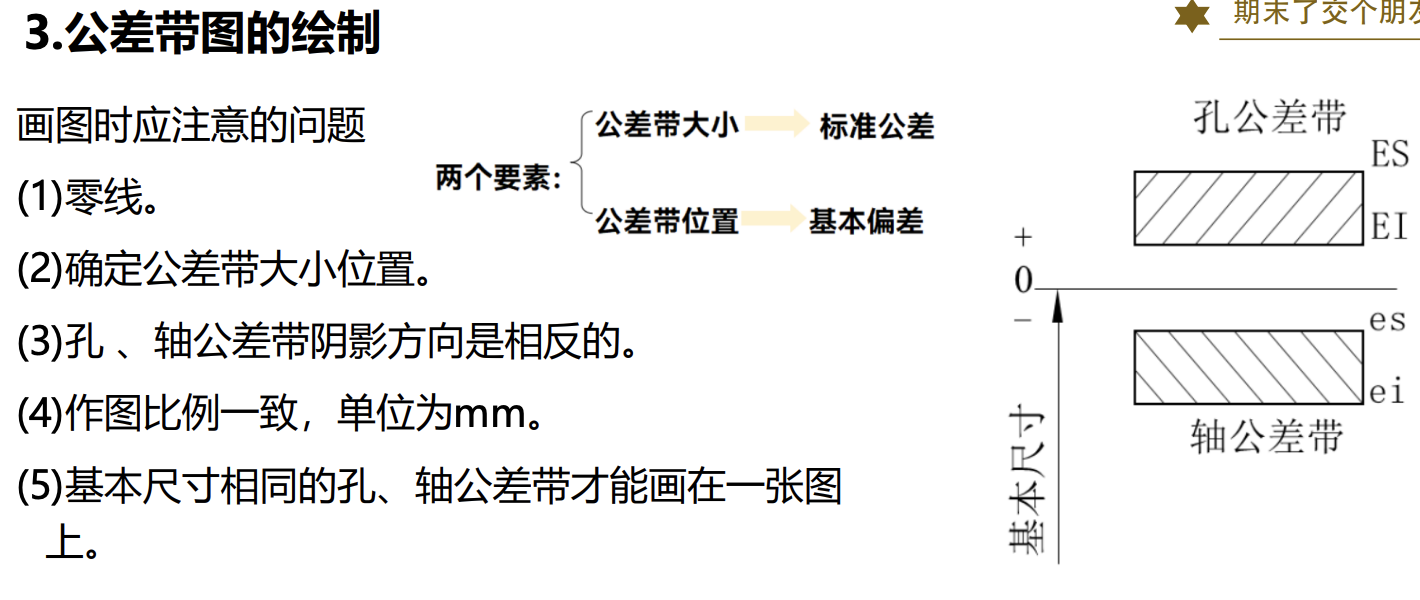 3.公差带图的绘制
期末了交个朋友
画图时应注意的问题
(1)零线。
(2)确定公差带大小位置。
(3)孔 、轴公差带阴影方向是相反的。
(4)作图比例一致，单位为mm。
(5)基本尺寸相同的孔、轴公差带才能画在一张图
上。
两个要素:
公差带大小 标准公差
公差带位置 基本偏差
孔公差带
ES
EI
+
0
−
es
ei
轴公差带
基本尺寸